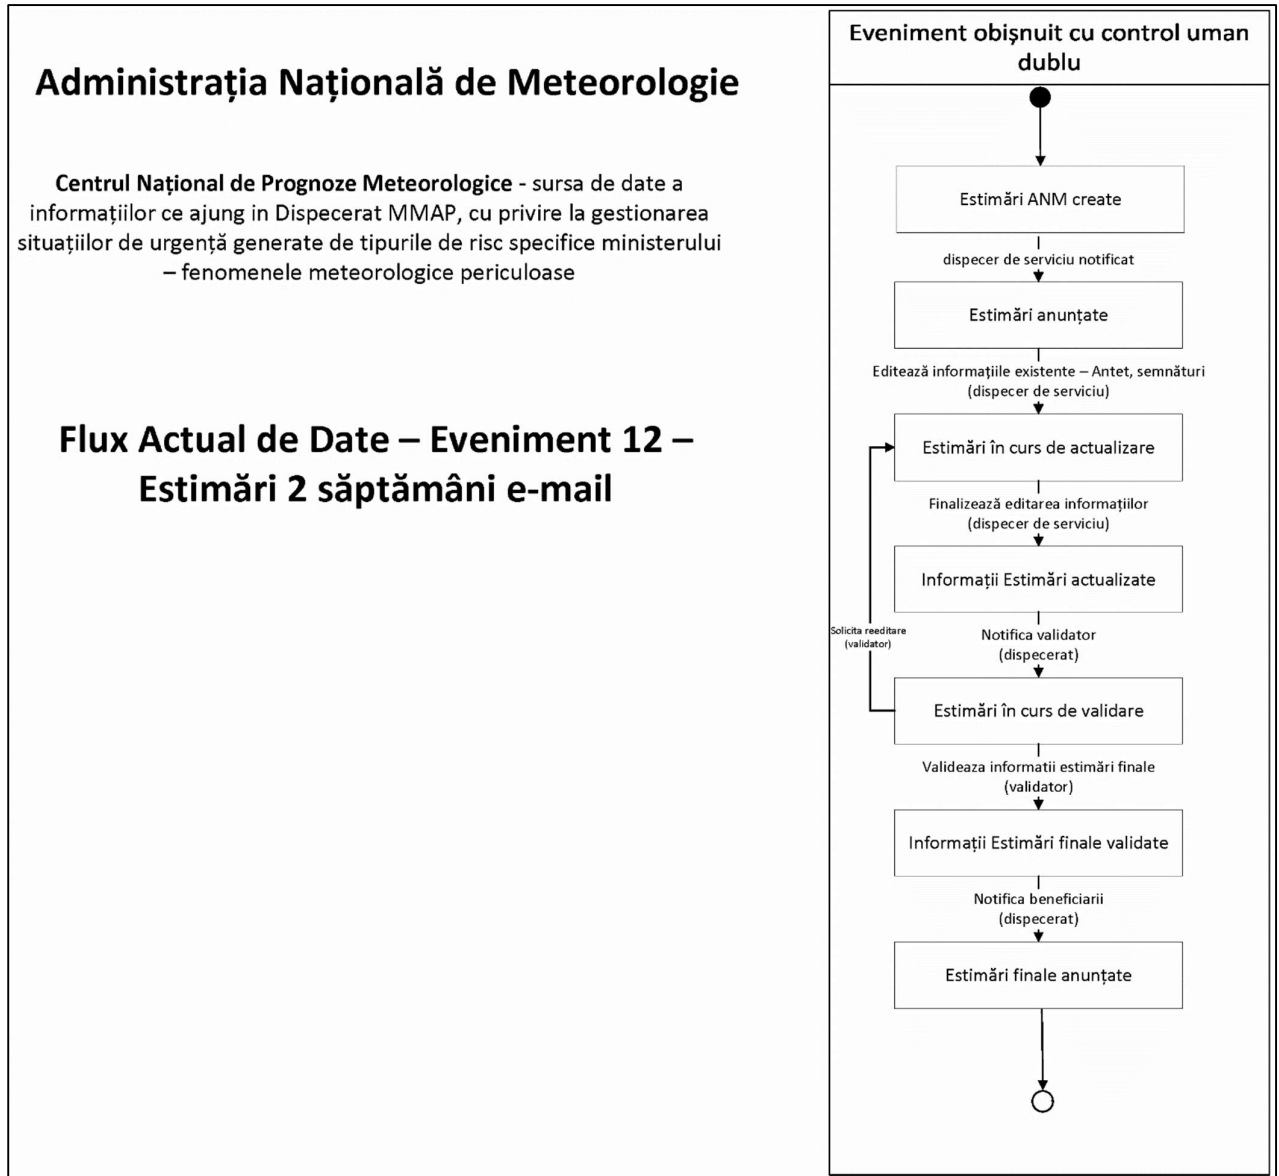 Administrația Națională de Meteorologie
Centrul Național de Prognoze Meteorologice - sursa de date a
informațiilor ce ajung in Dispecerat MMAP, cu privire la gestionarea
situațiilor de urgență generate de tipurile de risc specifice ministerului
– fenomenele meteorologice periculoase
Flux Actual de Date – Eveniment 12 –
Estimări 2 săptămâni e-mail
Eveniment obișnuit cu control uman
dublu
Estimări ANM create
dispecer de serviciu notificat
Estimări anunțate
Editează informațiile existente – Antet, semnături
(dispecer de serviciu)
Estimări în curs de actualizare
Finalizează editarea informațiilor
(dispecer de serviciu)
Informații Estimări actualizate
Solicita reeditare
(validator)
Notifica validator
(dispecerat)
Estimări în curs de validare
Valideaza informatii estimări finale
(validator)
Informații Estimări finale validate
Notifica beneficiarii
(dispecerat)
Estimări finale anunțate